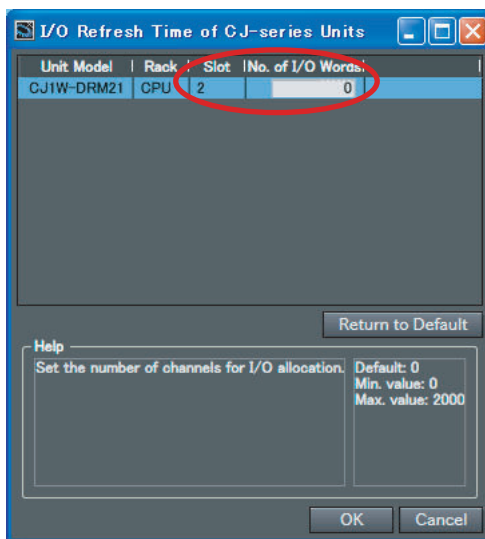 I/O Refresh Time of CJ-series Units
Unit Model Rack Slot No. of I/O Words
CJ1W-DRM21 CPU 2 0
Return to Default
Help
Set the number of channels for I/O allocation.
Default: 0
Min. value: 0
Max. value: 2000
OK Cancel